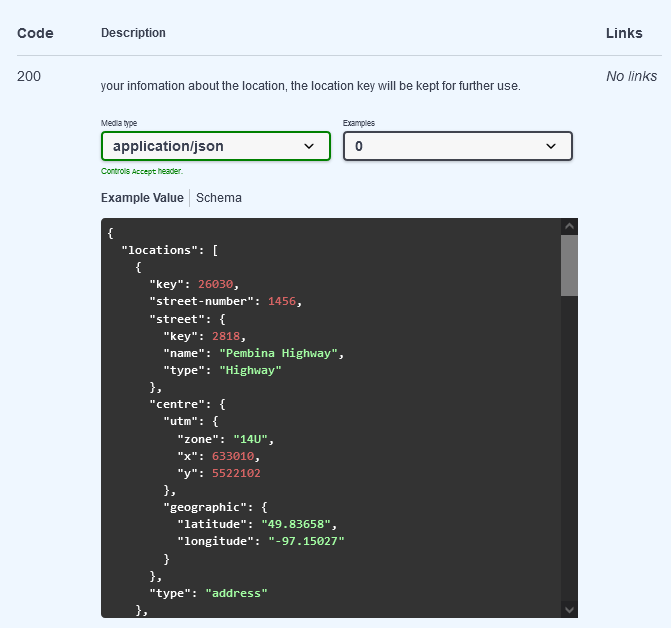 Code Description Links
200 your infomation about the location, the location key will be kept for further use. No links
Media type Examples
application/json 0
Controls Accept header.
Example Value Schema
{
"locations": [
{
"key": 26030,
"street-number": 1456,
"street": {
"key": 2818,
"name": "Pembina Highway",
"type": "Highway"
},
"centre": {
"utm": {
"zone": "14U",
"x": 633010,
"y": 5522102
},
"geographic": {
"latitude": "49.83658",
"longitude": "-97.15027"
}
},
"type": "address"
},